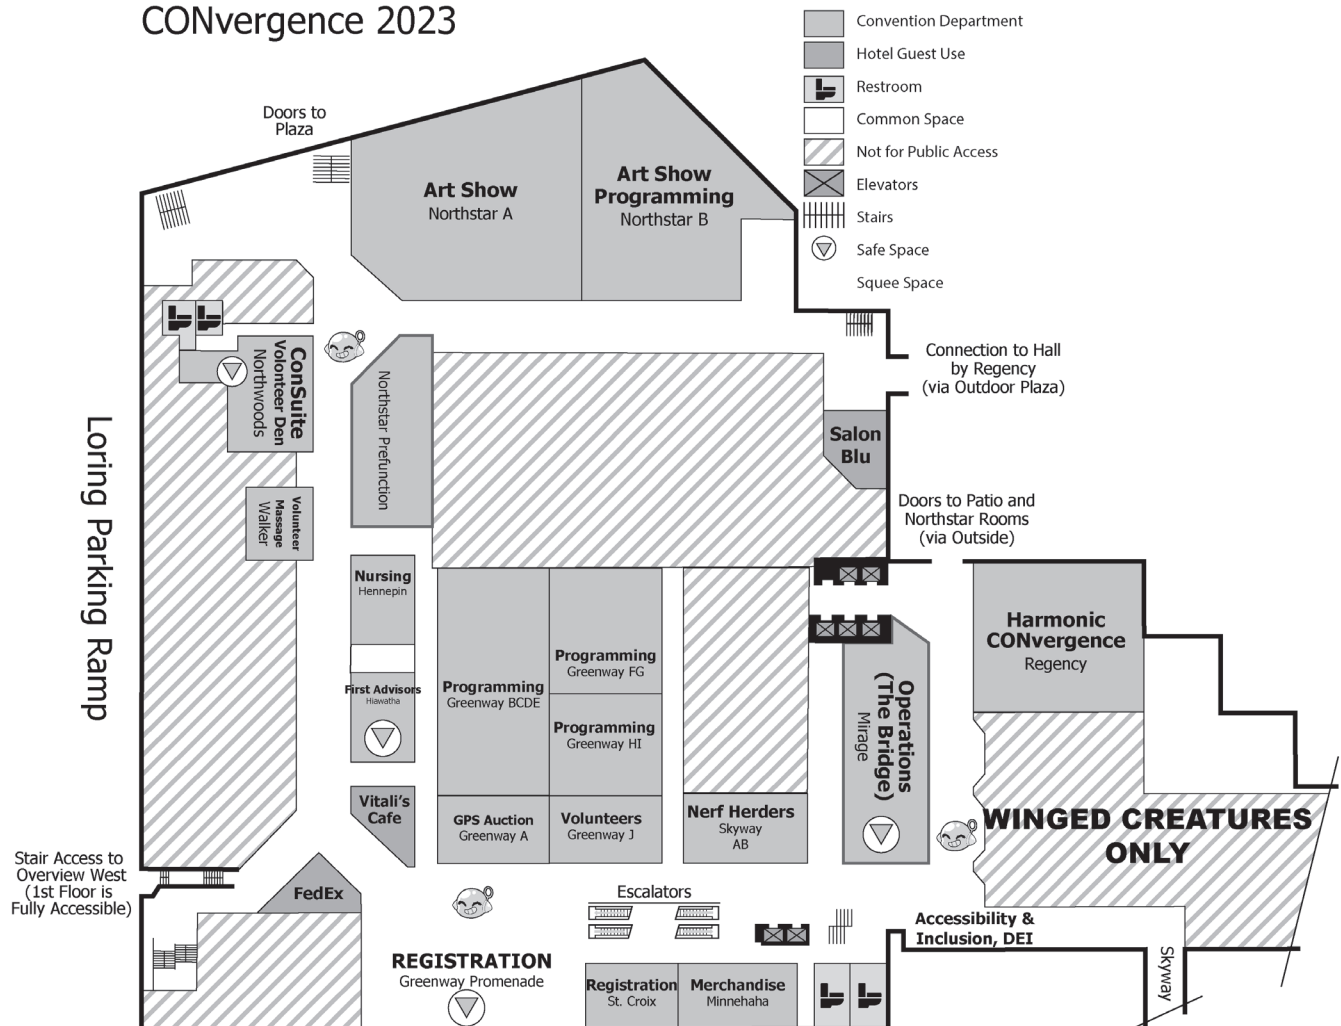 CONvergence 2023
Convention Department
Hotel Guest Use
Restroom
Common Space
Not for Public Access
Elevators
Stairs
Safe Space
Squee Space
Doors to
Plaza
Art Show
Northstar A
Art Show
Programming
Northstar B
Connection to Hall
by Regency
(via Outdoor Plaza)
ConSuite
Volunteer Den
Northwoods
Northstar Prefunction
Salon
Blu
Loring Parking Ramp
Volunteer
Massage
Walker
Doors to Patio and
Northstar Rooms
(via Outside)
Nursing
Hennepin
First Advisors
Hiawatha
Programming
Greenway BCDE
Programming
Greenway FG
Programming
Greenway HI
Harmonic
CONvergence
Regency
Operations
(The Bridge)
Mirage
Vitali's
Cafe
GPS Auction
Greenway A
Volunteers
Greenway J
Nerf Herders
Skyway
AB
WINGED CREATURES
ONLY
Stair Access to
Overview West
(1st Floor is
Fully Accessible)
FedEx
Escalators
Accessibility &
Inclusion, DEI
REGISTRATION
Greenway Promenade
Registration
St. Croix
Merchandise
Minnehaha
Skyway